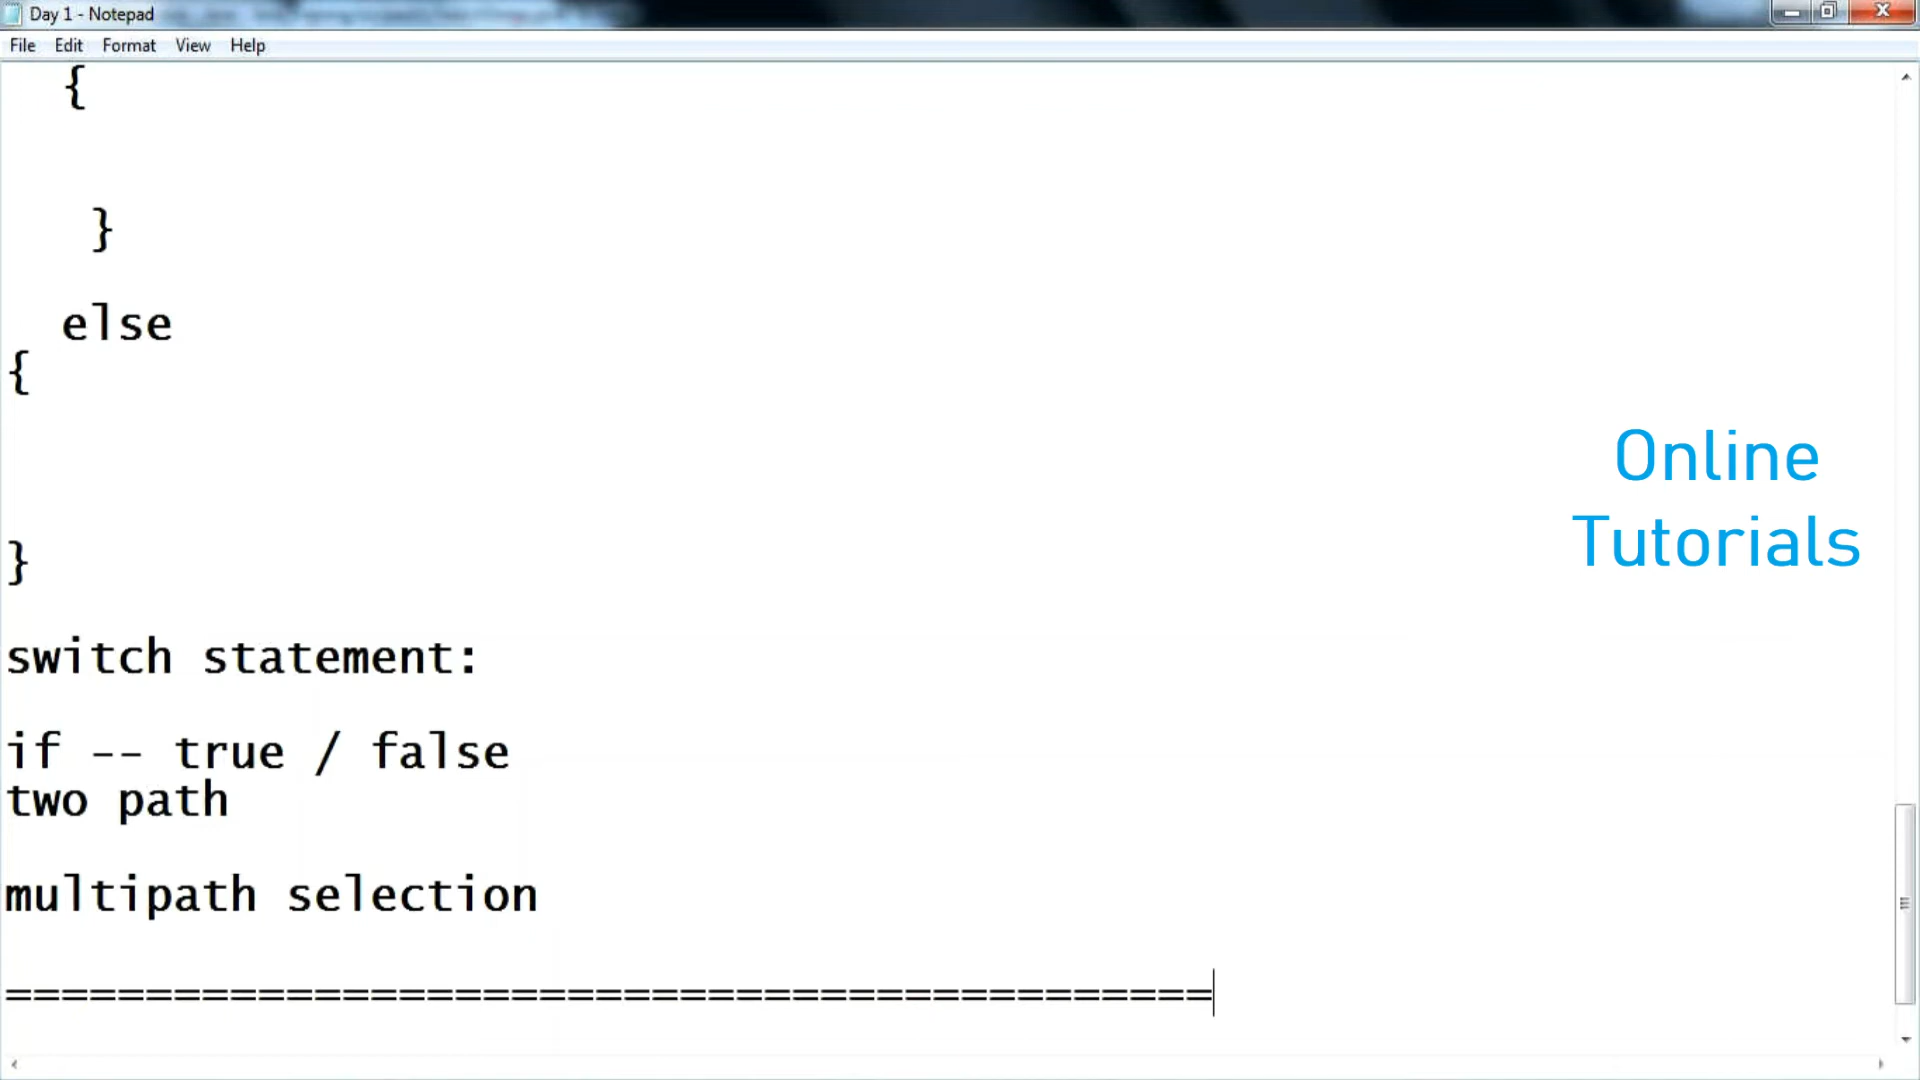 Day 1 - Notepad
File Edit Format View Help
{
}
else
{
}
Online
Tutorials
switch statement:
if -- true / false
two path
multipath selection
===========================================